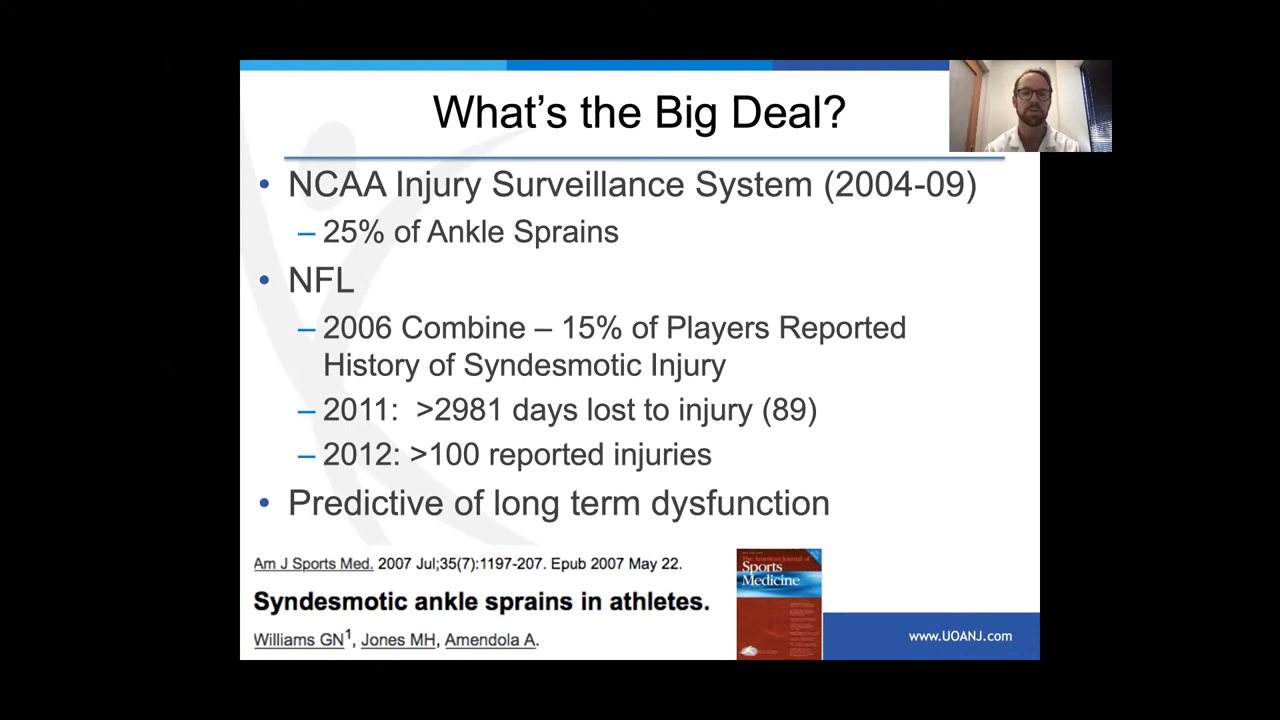 What's the Big Deal?
• NCAA Injury Surveillance System (2004-09)
– 25% of Ankle Sprains
• NFL
– 2006 Combine – 15% of Players Reported
History of Syndesmotic Injury
– 2011:  >2981 days lost to injury (89)
– 2012: >100 reported injuries
• Predictive of long term dysfunction
Am J Sports Med. 2007 Jul;35(7):1197-207. Epub 2007 May 22.
Syndesmotic ankle sprains in athletes.
Williams GN1, Jones MH, Amendola A.
The American Journal of
Sports
Medicine
www.UOANJ.com